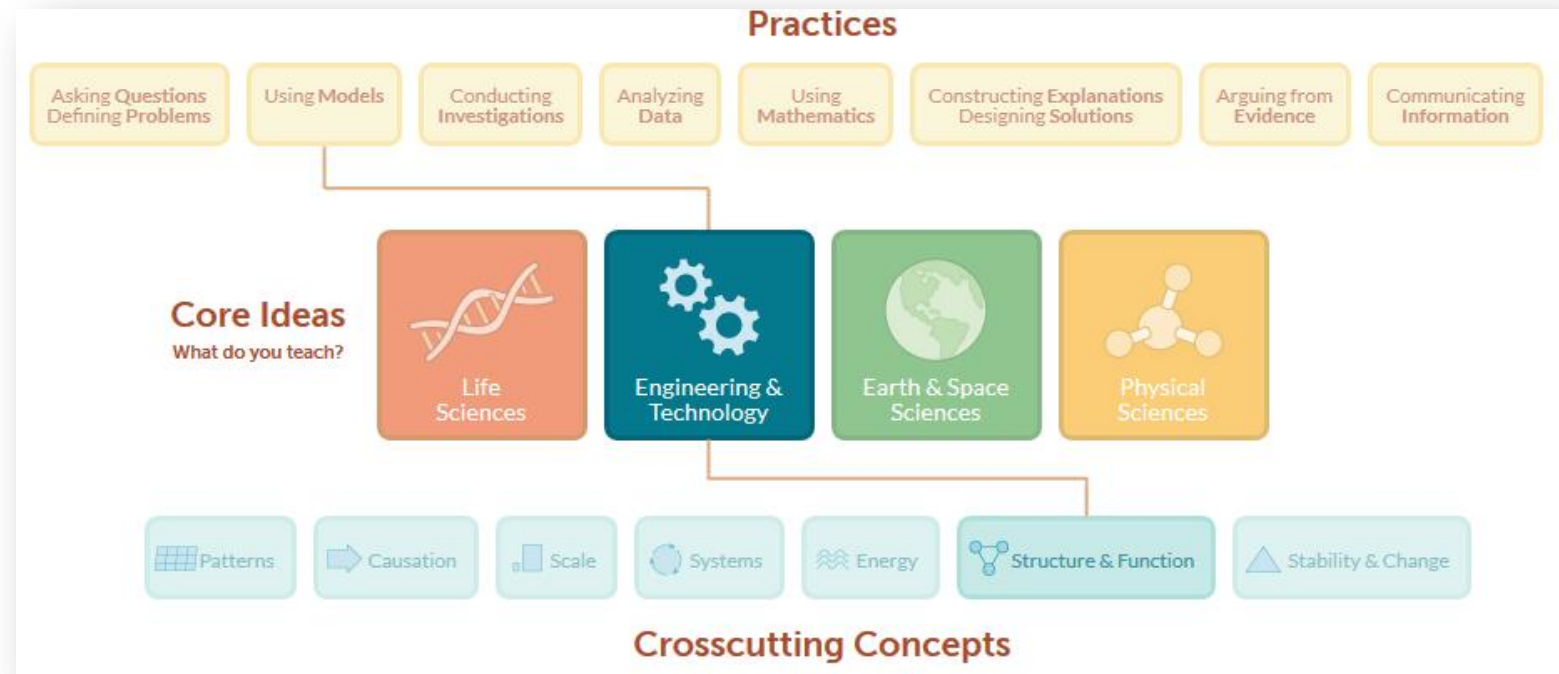 Practices
Asking Questions
Defining Problems
Using Models
Conducting
Investigations
Analyzing
Data
Using
Mathematics
Constructing Explanations
Designing Solutions
Arguing from
Evidence
Communicating
Information
Core Ideas
What do you teach?
Life
Sciences
Engineering &
Technology
Earth & Space
Sciences
Physical
Sciences
Patterns
Causation
Scale
Systems
Energy
Structure & Function
Stability & Change
Crosscutting Concepts